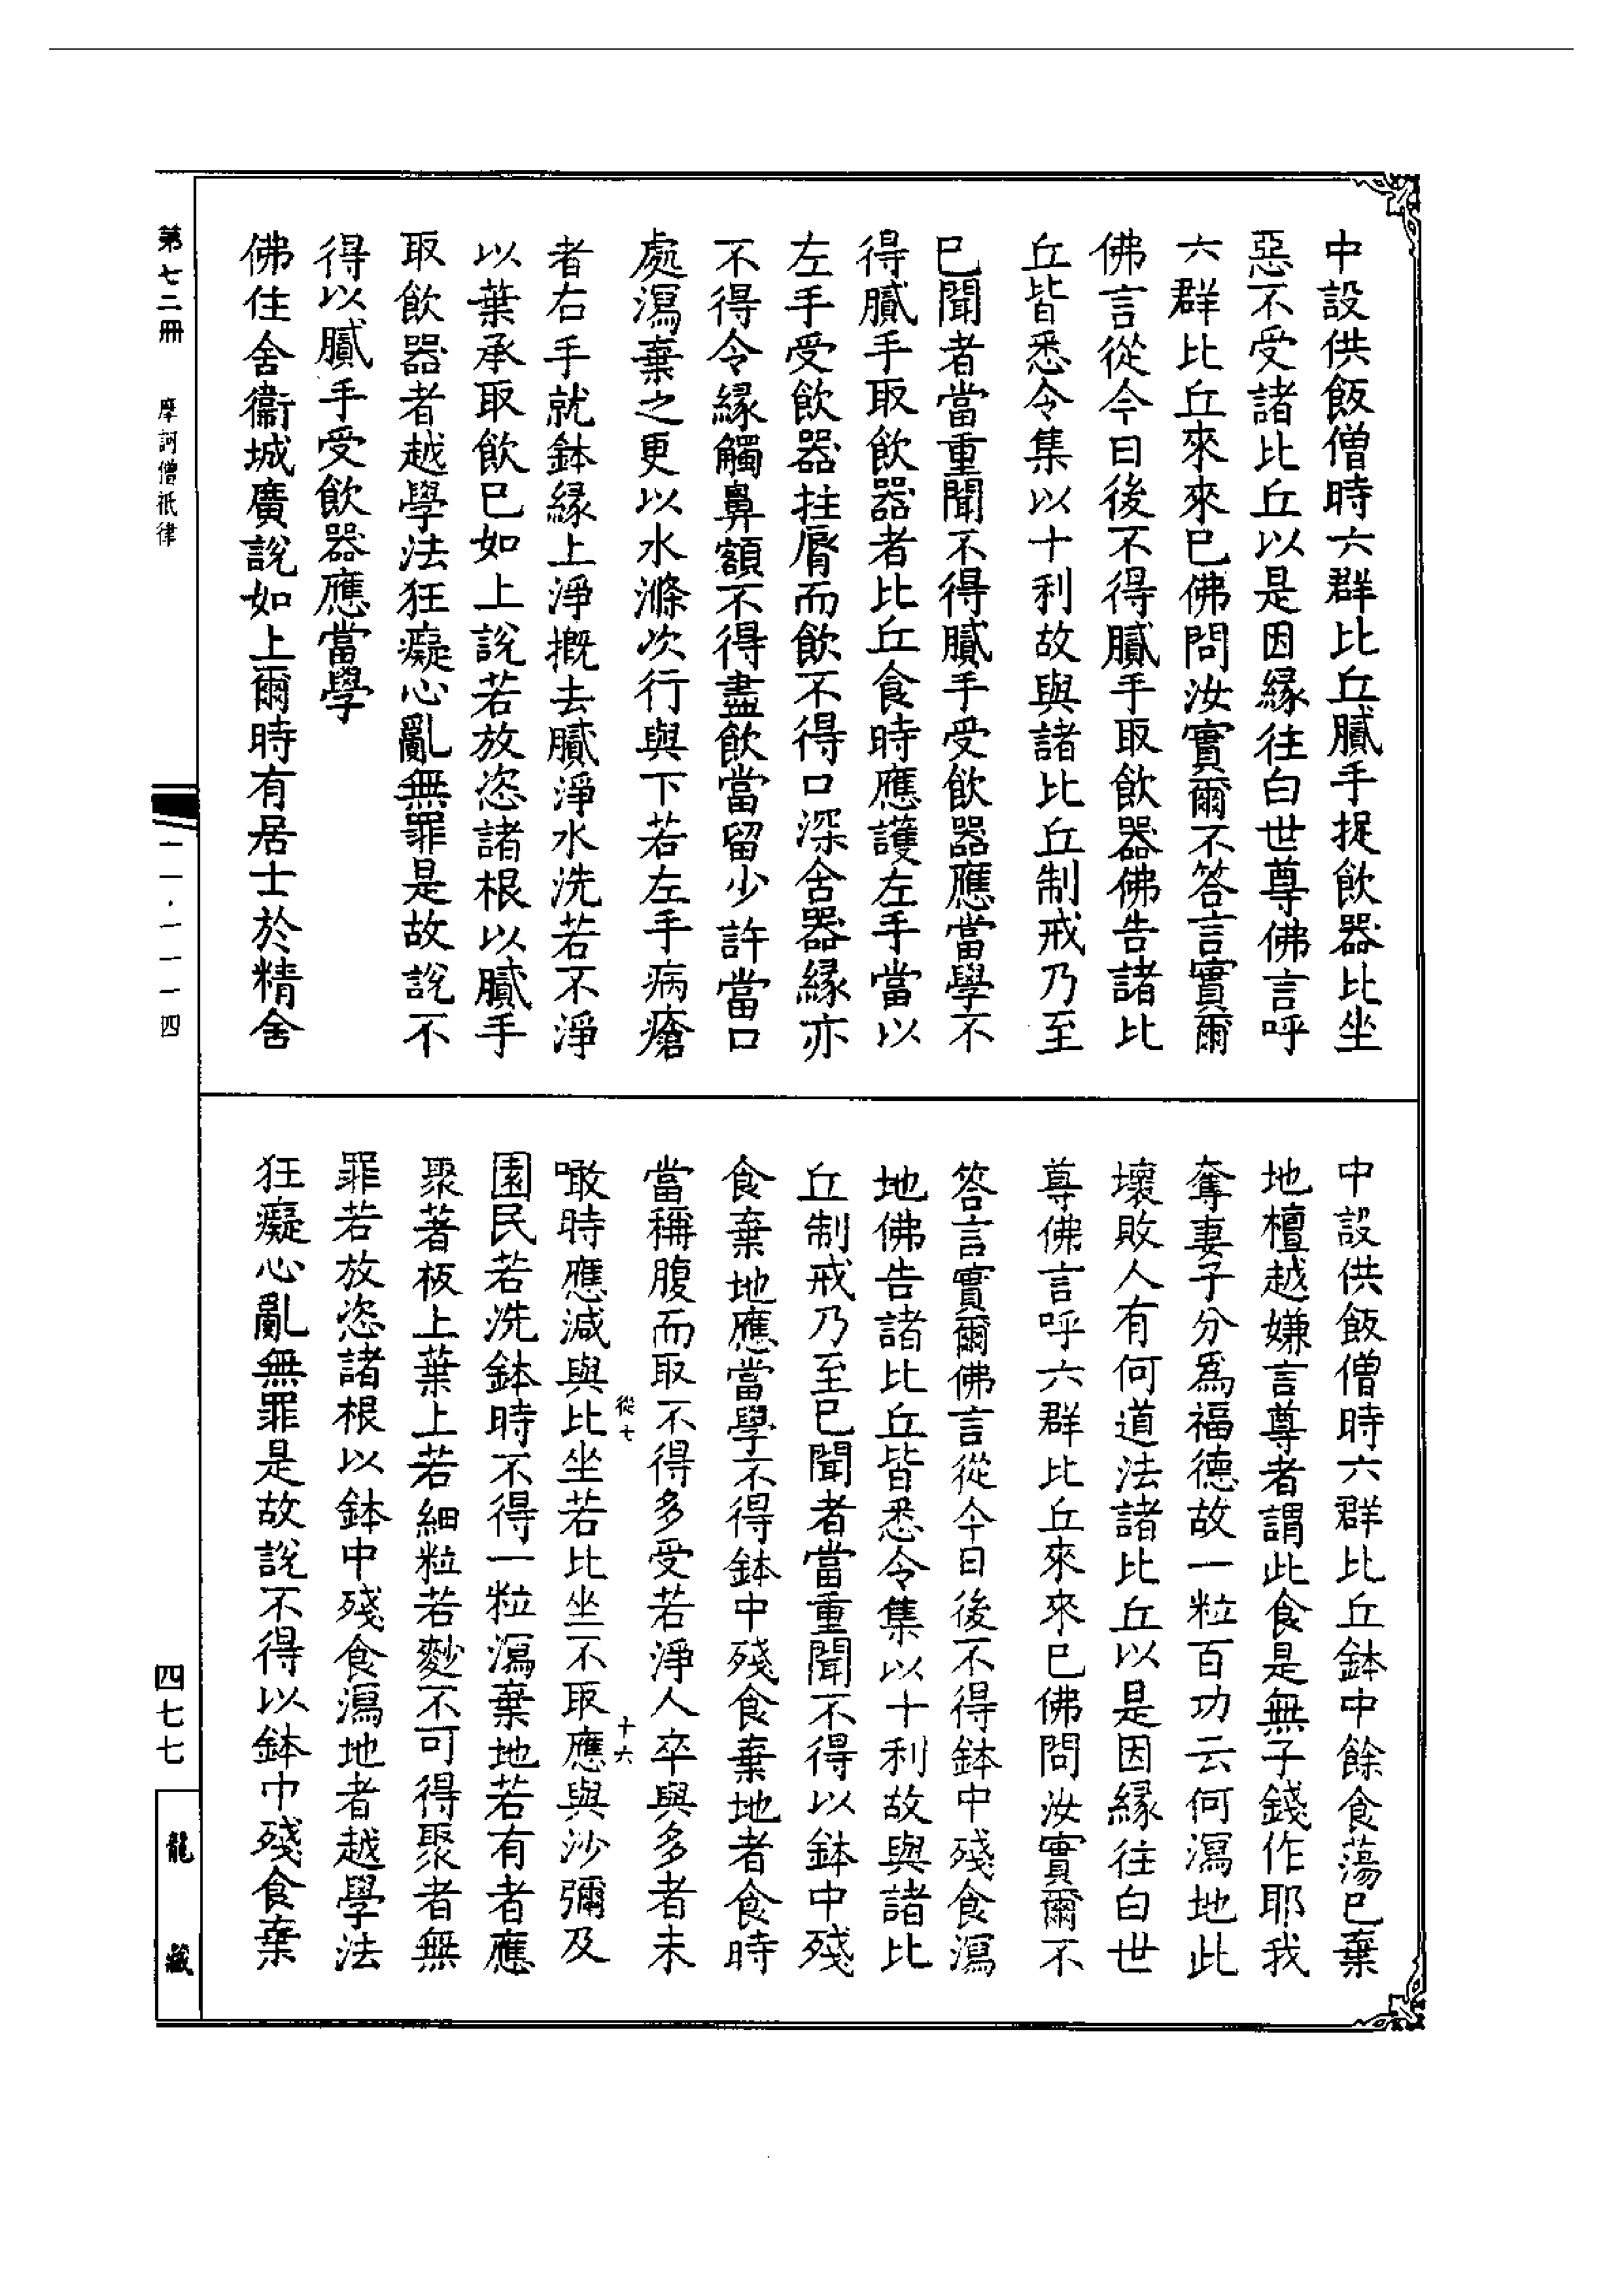 中設供飯僧時六群比丘膩手捉飲器比坐
惡不受諸比丘以是因緣往白世尊佛言呼
六群比丘來來已佛問汝實爾不答言實爾
佛言從今日後不得膩手取飲器佛告諸比
丘皆悉令集以十利故與諸比丘制戒乃至
已聞者當重聞不得膩手受飲器應當學不
得膩手取飲器者比丘食時應護左手當以
左手受飲器拄脣而飲不得口深含器緣亦
不得令緣觸鼻額不得盡飲當留少許當口
處瀉棄之更以水滌次行與下若左手病瘡
者右手就鉢緣上淨摡去膩淨水洗若不淨
以葉承取飲已如上說若放恣諸根以膩手
取飲器者越學法狂癡心亂無罪是故說不
得以膩手受飲器應當學
佛住舍衞城廣說如上爾時有居士於精舍
中設供飯僧時六群比丘鉢中餘食蕩已棄
地檀越嫌言尊者謂此食是無子錢作耶我
奪妻子分爲福德故一粒百功云何瀉地此
壞敗人有何道法諸比丘以是因緣往白世
尊佛言呼六群比丘來來已佛問汝實爾不
答言實爾佛言從今日後不得鉢中殘食瀉
地佛告諸比丘皆悉令集以十利故與諸比
丘制戒乃至已聞者當重聞不得以鉢中殘
食棄地應當學不得鉢中殘食棄地者食時
當稱腹而取不得多受若淨人卒與多者未
從七
十六
噉時應減與比坐若比坐不取應與沙彌及
園民若洗鉢時不得一粒瀉棄地若有者應
聚著板上葉上若細粒若麨不可得聚者無
罪若放恣諸根以鉢中殘食瀉地者越學法
狂癡心亂無罪是故說不得以鉢中殘食棄
第七二冊
摩訶僧祇律
一一·一一一四
四七七
龍藏